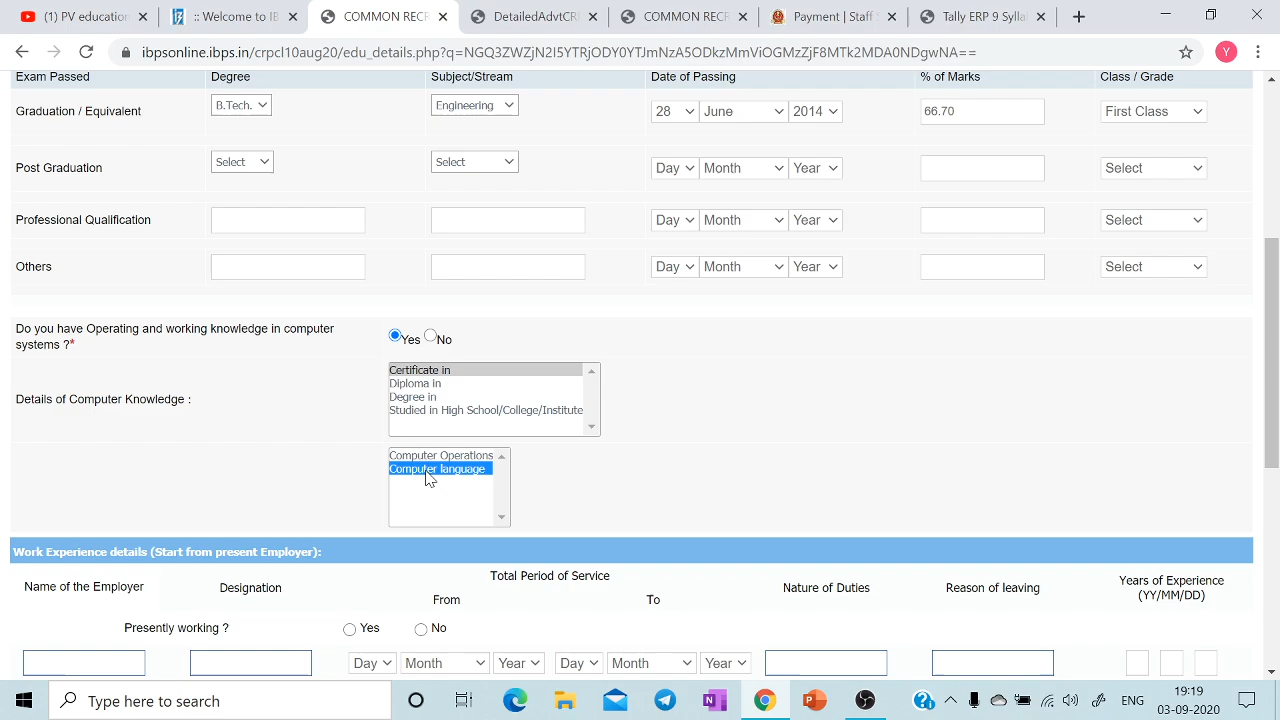 (1) PV education
:: Welcome to IB
COMMON RECR
DetailedAdvtCR
COMMON REC
Payment | Staff S
Tally ERP 9 Sylla
ibpsonline.ibps.in/crpcl10aug20/edu_details.php?q=NGQ3ZWZjN2I5YTRjODY0YTJmNzA5ODkzMmViOGMzZjF8MTk2MDA0NDgwNA==
Y
Exam Passed Degree Subject/Stream Date of Passing % of Marks Class / Grade
Graduation / Equivalent B.Tech. Engineering 28 June 2014 66.70 First Class
Post Graduation Select Select Day Month Year Select
Professional Qualification Day Month Year Select
Others Day Month Year Select
Do you have Operating and working knowledge in computer
systems ?* Yes No
Details of Computer Knowledge :
Certificate in
Diploma in
Degree in
Studied in High School/College/Institute
Computer Operations
Computer language
Work Experience details (Start from present Employer):
Name of the Employer Designation Total Period of Service Nature of Duties Reason of leaving Years of Experience
From To (YY/MM/DD)
Presently working ? Yes No
Day Month Year Day Month Year
Type here to search
ENG
19:19
03-09-2020